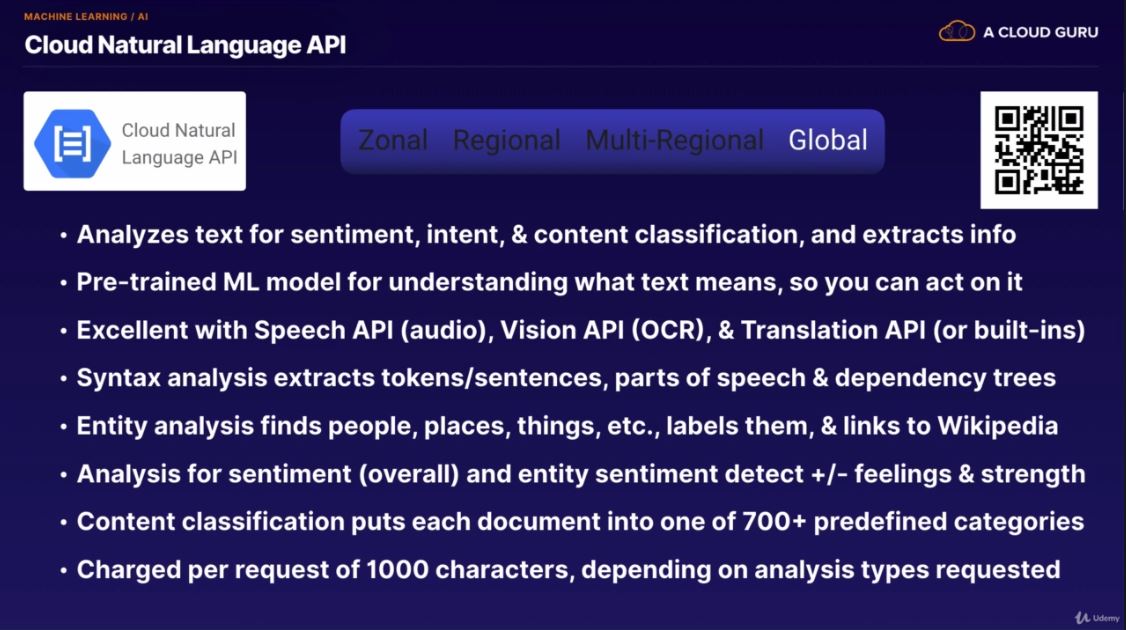 MACHINE LEARNING / AI
Cloud Natural Language API
A CLOUD GURU
Cloud Natural
Language API
Zonal Regional Multi-Regional Global
• Analyzes text for sentiment, intent, & content classification, and extracts info
• Pre-trained ML model for understanding what text means, so you can act on it
• Excellent with Speech API (audio), Vision API (OCR), & Translation API (or built-ins)
• Syntax analysis extracts tokens/sentences, parts of speech & dependency trees
• Entity analysis finds people, places, things, etc., labels them, & links to Wikipedia
• Analysis for sentiment (overall) and entity sentiment detect +/- feelings & strength
• Content classification puts each document into one of 700+ predefined categories
• Charged per request of 1000 characters, depending on analysis types requested
Udemy